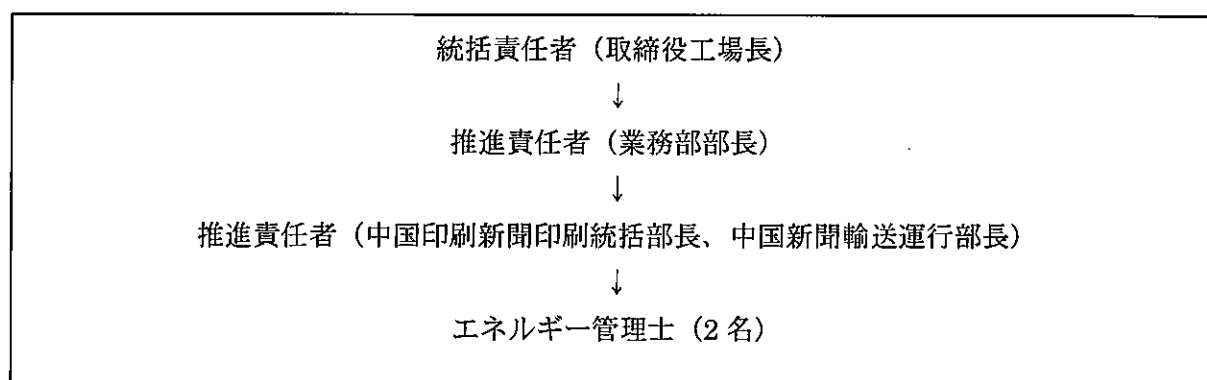 統括責任者（取締役工場長）
↓
推進責任者（業務部部長）
↓
推進責任者（中国印刷新聞印刷統括部長、中国新聞輸送運行部長）
↓
エネルギー管理士（2 名）